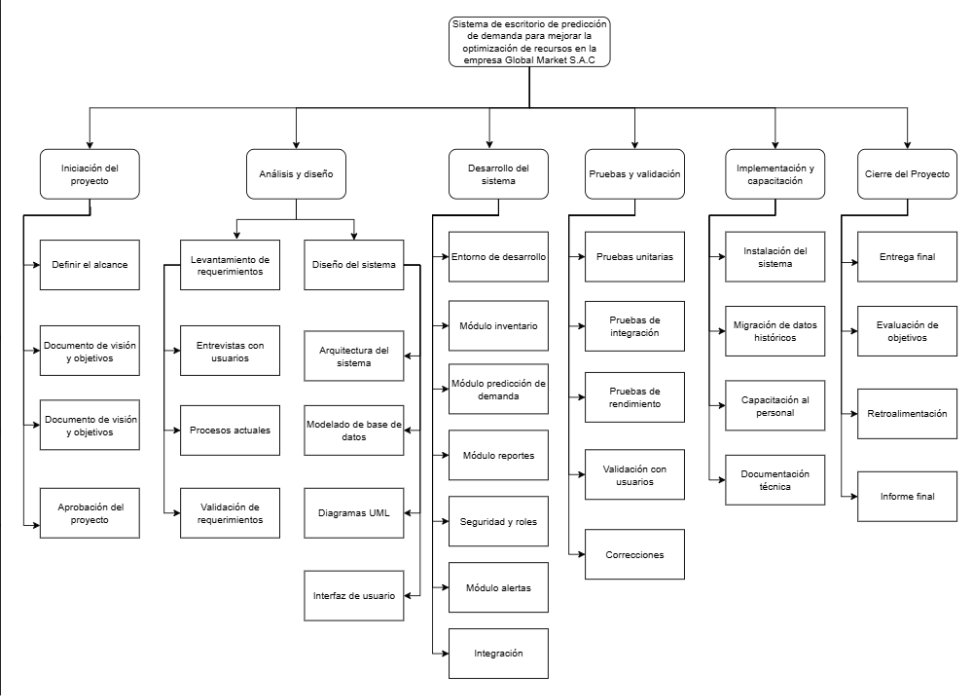 Sistema de escritorio de predicción
de demanda para mejorar la
optimización de recursos en la
empresa Global Market S.A.C
Iniciación del
proyecto
Análisis y diseño
Desarrollo del
sistema
Pruebas y validación
Implementación y
capacitación
Cierre del Proyecto
Definir el alcance
Documento de visión
y objetivos
Documento de visión
y objetivos
Aprobación del
proyecto
Levantamiento de
requerimientos
Entrevistas con
usuarios
Procesos actuales
Validación de
requerimientos
Diseño del sistema
Arquitectura del
sistema
Modelado de base de
datos
Diagramas UML
Interfaz de usuario
Entorno de desarrollo
Módulo inventario
Módulo predicción de
demanda
Módulo reportes
Seguridad y roles
Módulo alertas
Integración
Pruebas unitarias
Pruebas de
integración
Pruebas de
rendimiento
Validación con
usuarios
Correcciones
Instalación del
sistema
Migración de datos
históricos
Capacitación al
personal
Documentación
técnica
Entrega final
Evaluación de
objetivos
Retroalimentación
Informe final